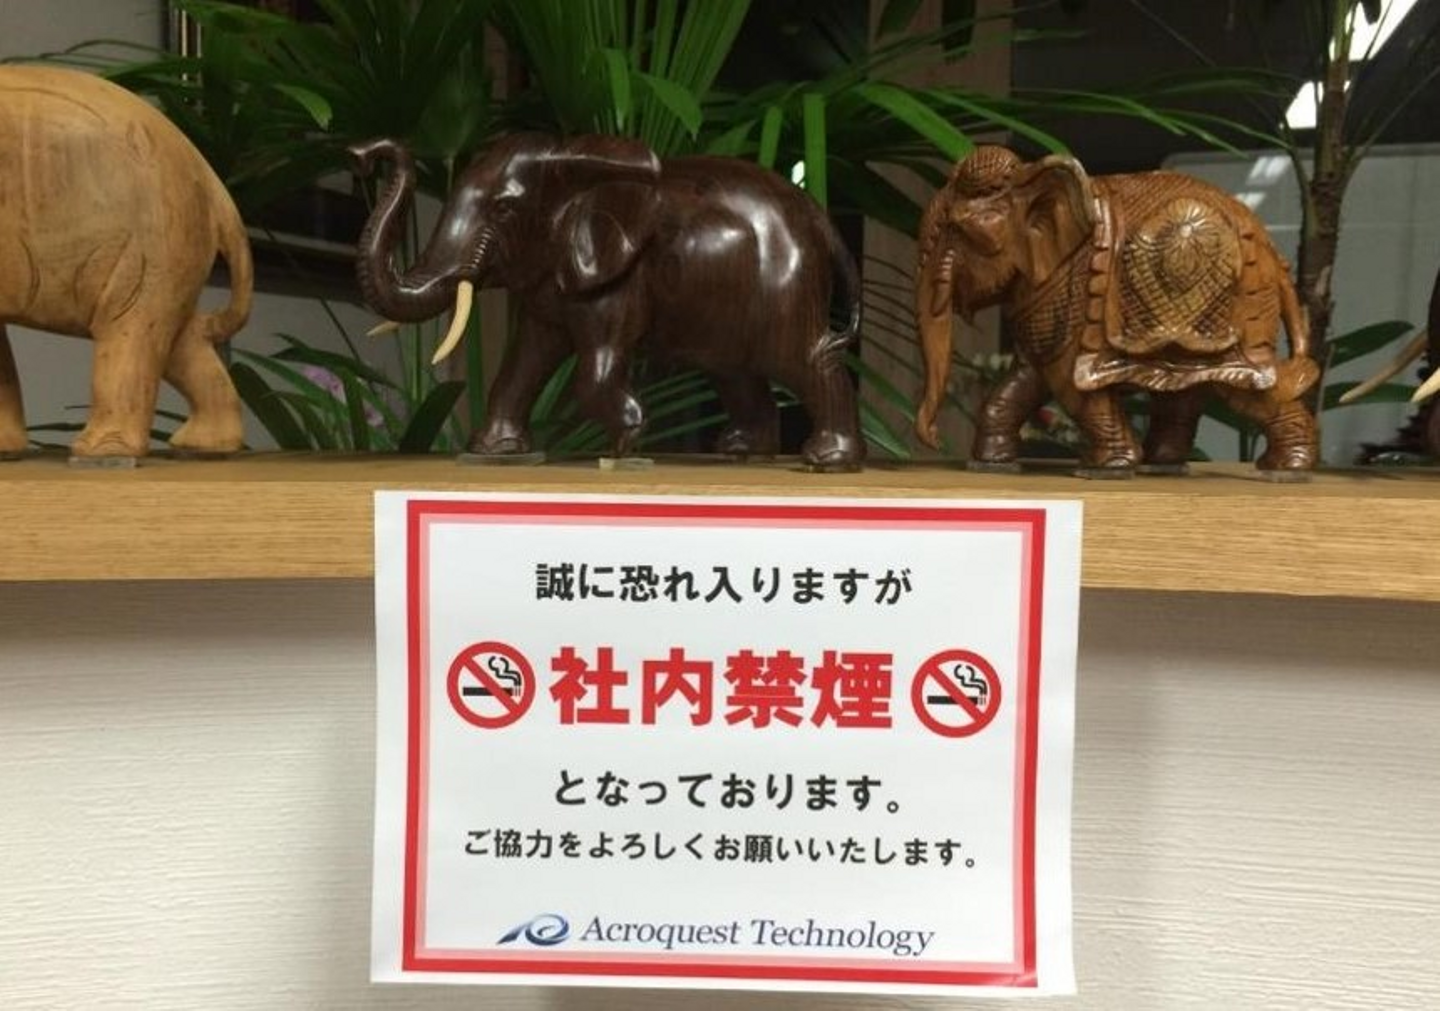 誠に恐れ入りますが
社内禁煙
となっております。
ご協力をよろしくお願いいたします。
Acroquest Technology